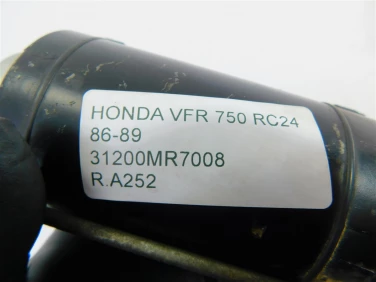 HONDA VFR 750 RC24
86-89
31200MR7008
R.A252